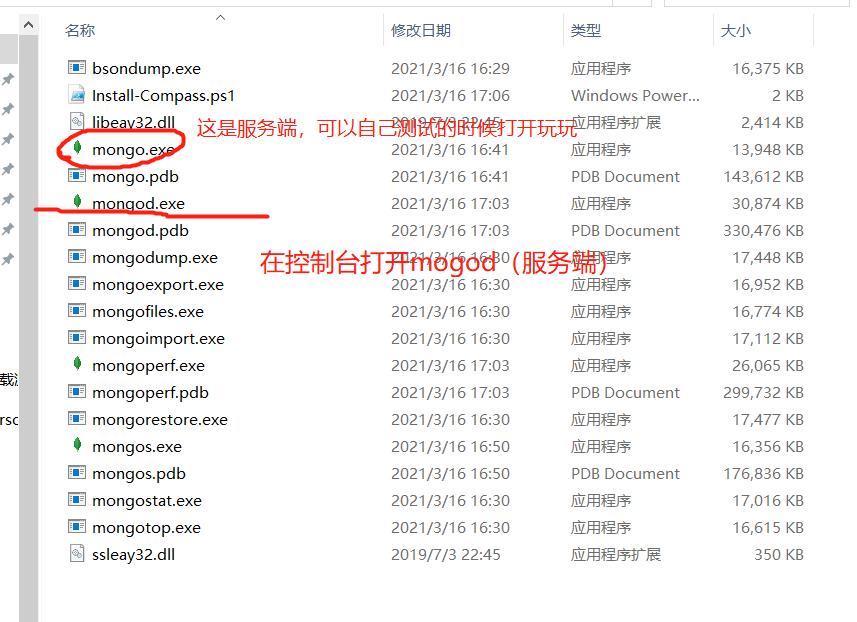 名称 修改日期 类型 大小
bsondump.exe 2021/3/16 16:29 应用程序 16,375 KB
Install-Compass.ps1 2021/3/16 17:06 Windows Power... 2 KB
libeay32.dll 2019/7/3 22:45 应用程序扩展 2,414 KB
这是服务端，可以自己测试的时候打开玩玩
mongo.exe 2021/3/16 16:41 应用程序 13,948 KB
mongo.pdb 2021/3/16 16:41 PDB Document 143,612 KB
mongod.exe 2021/3/16 17:03 应用程序 30,874 KB
mongod.pdb 2021/3/16 17:03 PDB Document 330,476 KB
mongodump.exe 2021/3/16 16:30 应用程序 17,448 KB
在控制台打开mogod（服务端）
mongoexport.exe 2021/3/16 16:30 应用程序 16,952 KB
mongofiles.exe 2021/3/16 16:30 应用程序 16,774 KB
mongoimport.exe 2021/3/16 16:30 应用程序 17,112 KB
载 mongoperf.exe 2021/3/16 17:03 应用程序 26,065 KB
mongoperf.pdb 2021/3/16 17:03 PDB Document 299,732 KB
rsc mongorestore.exe 2021/3/16 16:30 应用程序 17,477 KB
mongos.exe 2021/3/16 16:50 应用程序 16,356 KB
mongos.pdb 2021/3/16 16:50 PDB Document 176,836 KB
mongostat.exe 2021/3/16 16:30 应用程序 17,016 KB
mongotop.exe 2021/3/16 16:30 应用程序 16,615 KB
ssleay32.dll 2019/7/3 22:45 应用程序扩展 350 KB